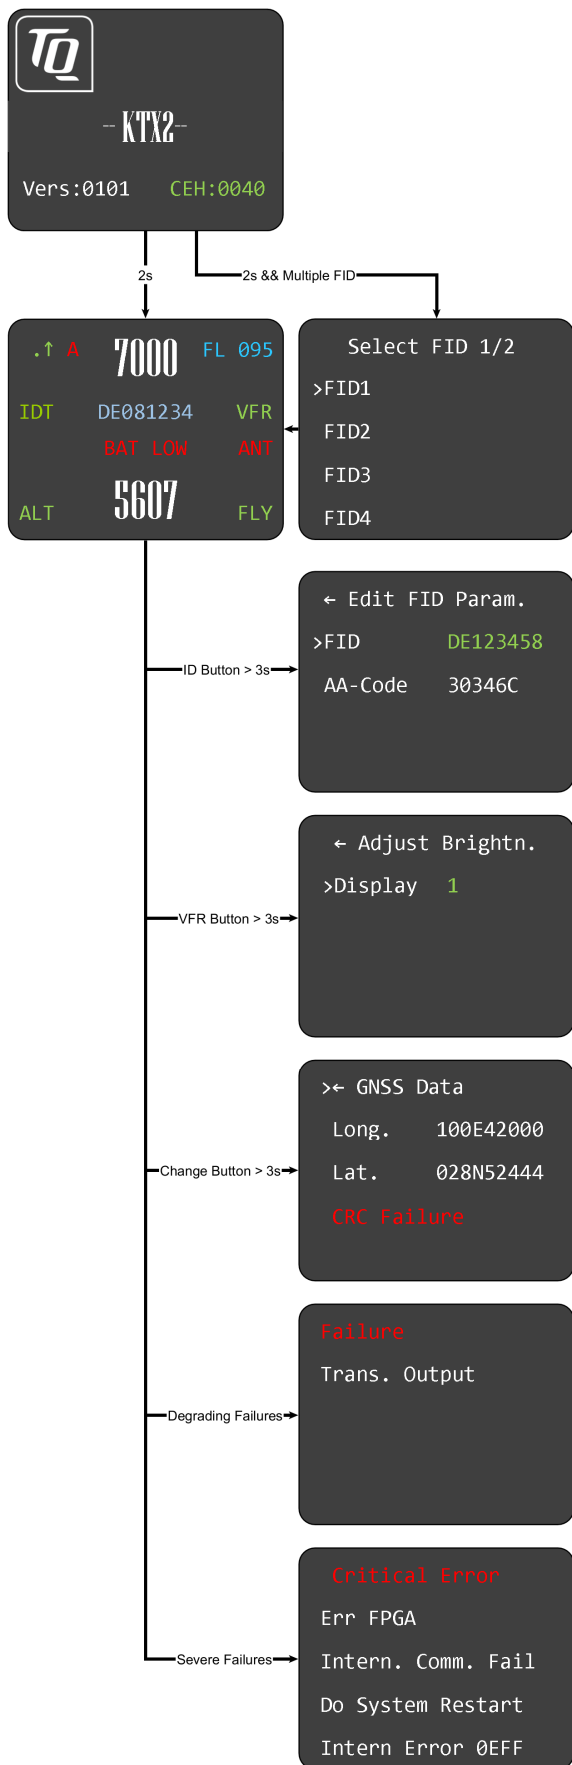 TQ
-- KTX2--
Vers:0101 CEH:0040
2s
2s && Multiple FID
.↑ A 7000 FL 095
IDT DE081234 VFR
BAT LOW ANT
ALT 5607 FLY
Select FID 1/2
>FID1
FID2
FID3
FID4
ID Button > 3s
← Edit FID Param.
>FID DE123458
AA-Code 30346C
VFR Button > 3s
← Adjust Brightn.
>Display 1
Change Button > 3s
>← GNSS Data
Long. 100E42000
Lat. 028N52444
CRC Failure
Degrading Failures
Failure
Trans. Output
Severe Failures
Critical Error
Err FPGA
Intern. Comm. Fail
Do System Restart
Intern Error 0EFF